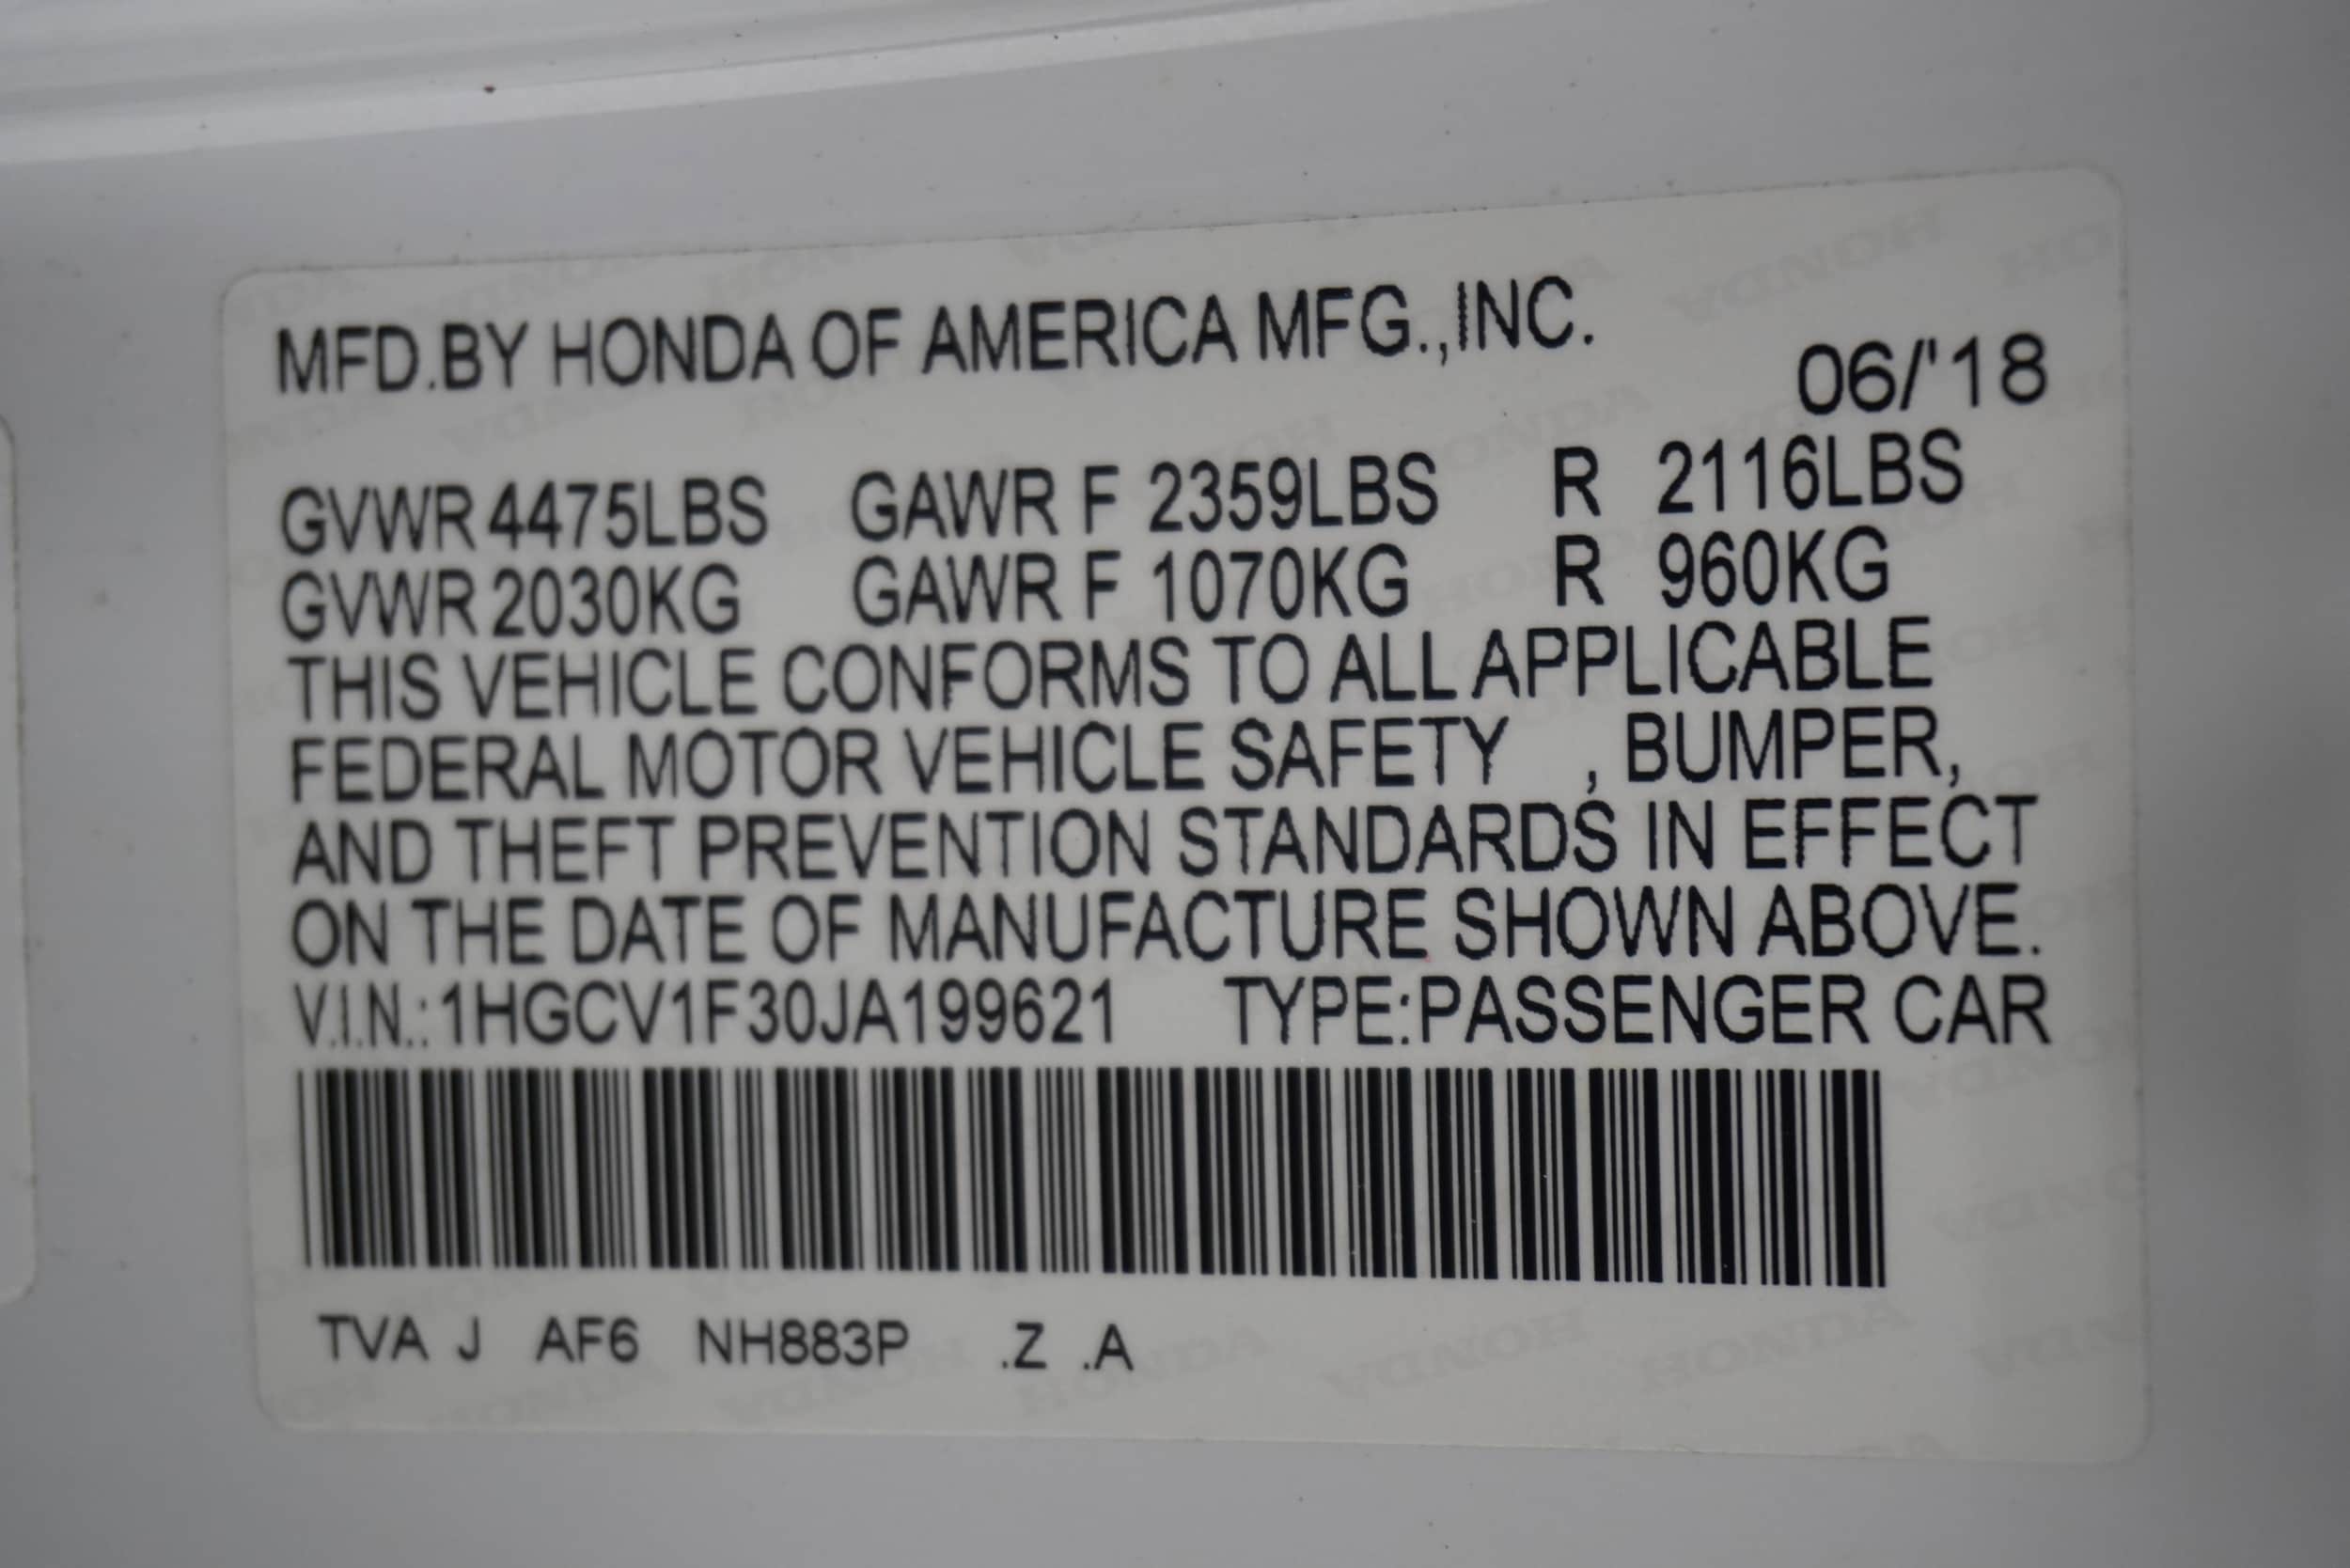 MFD.BY HONDA OF AMERICA MFG.,INC.
06/'18
GVWR 4475LBS GAWR F 2359LBS R 2116LBS
GVWR 2030KG GAWR F 1070KG R 960KG
THIS VEHICLE CONFORMS TO ALL APPLICABLE
FEDERAL MOTOR VEHICLE SAFETY , BUMPER,
AND THEFT PREVENTION STANDARDS IN EFFECT
ON THE DATE OF MANUFACTURE SHOWN ABOVE.
V.I.N.:1HGCV1F30JA199621 TYPE:PASSENGER CAR
TVA J AF6 NH883P .Z .A